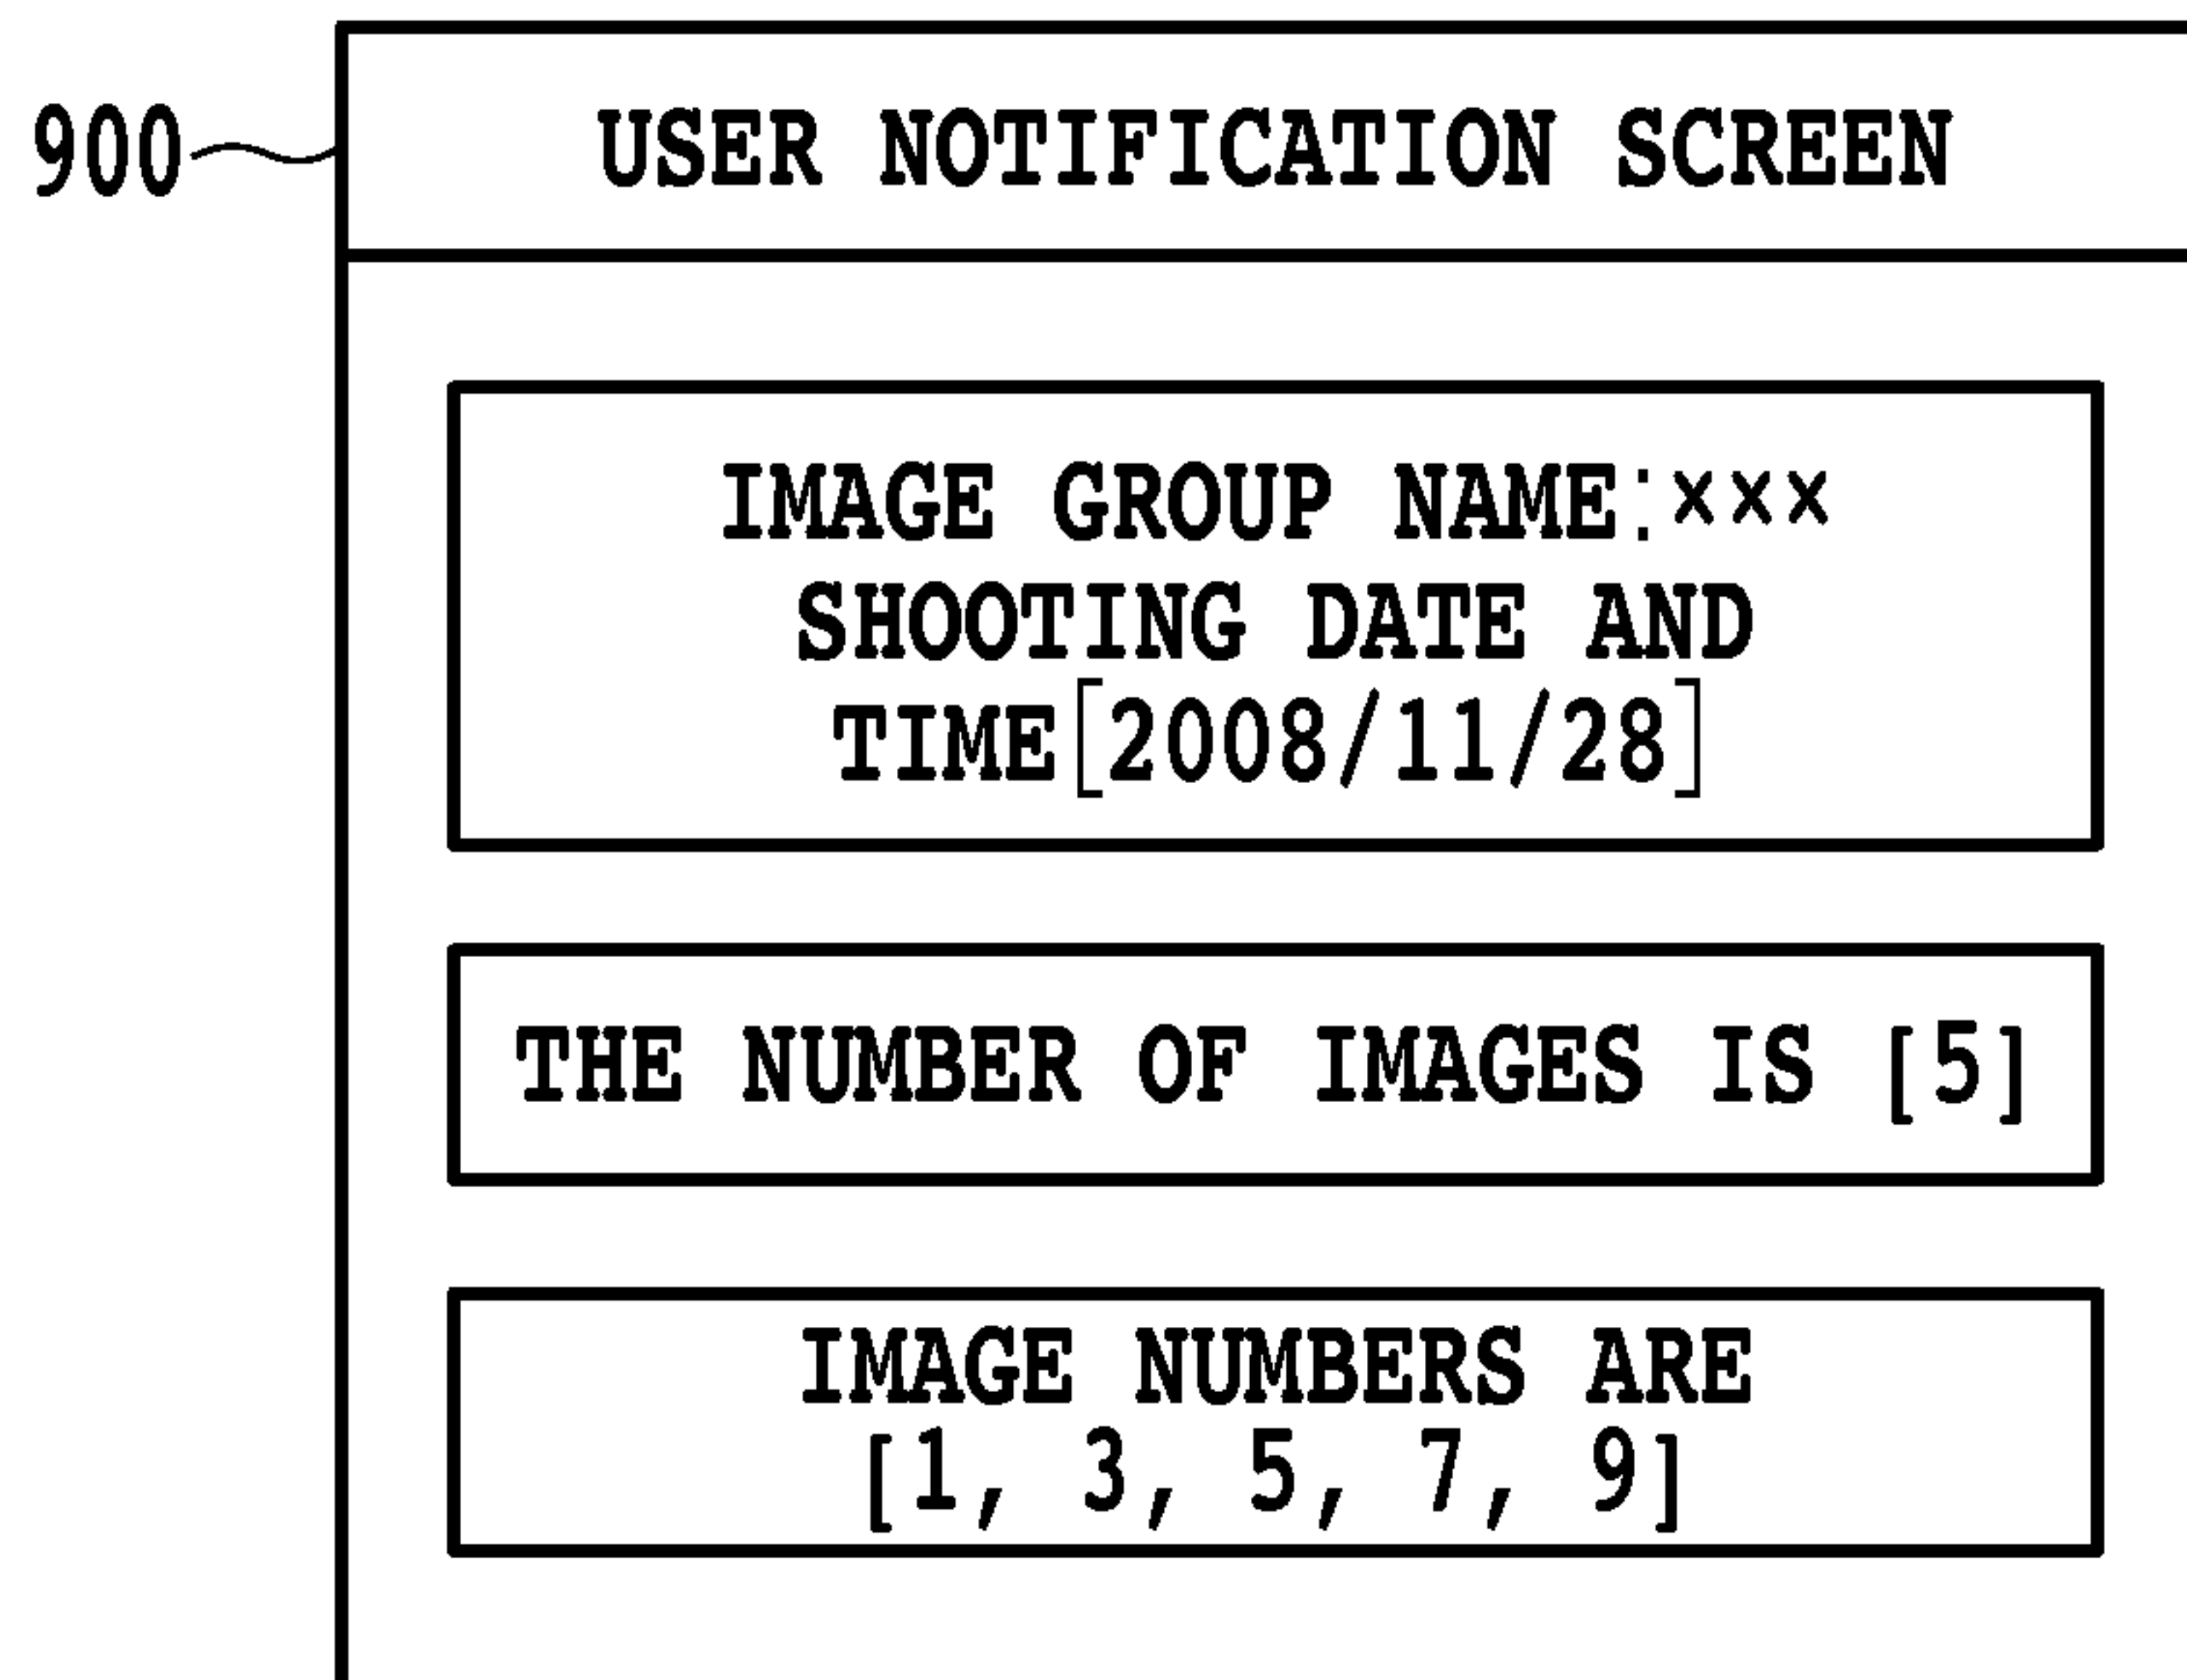 900
USER NOTIFICATION SCREEN
IMAGE GROUP NAME:×××
SHOOTING DATE AND
TIME[2008/11/28]
THE NUMBER OF IMAGES IS [5]
IMAGE NUMBERS ARE
[1, 3, 5, 7, 9]